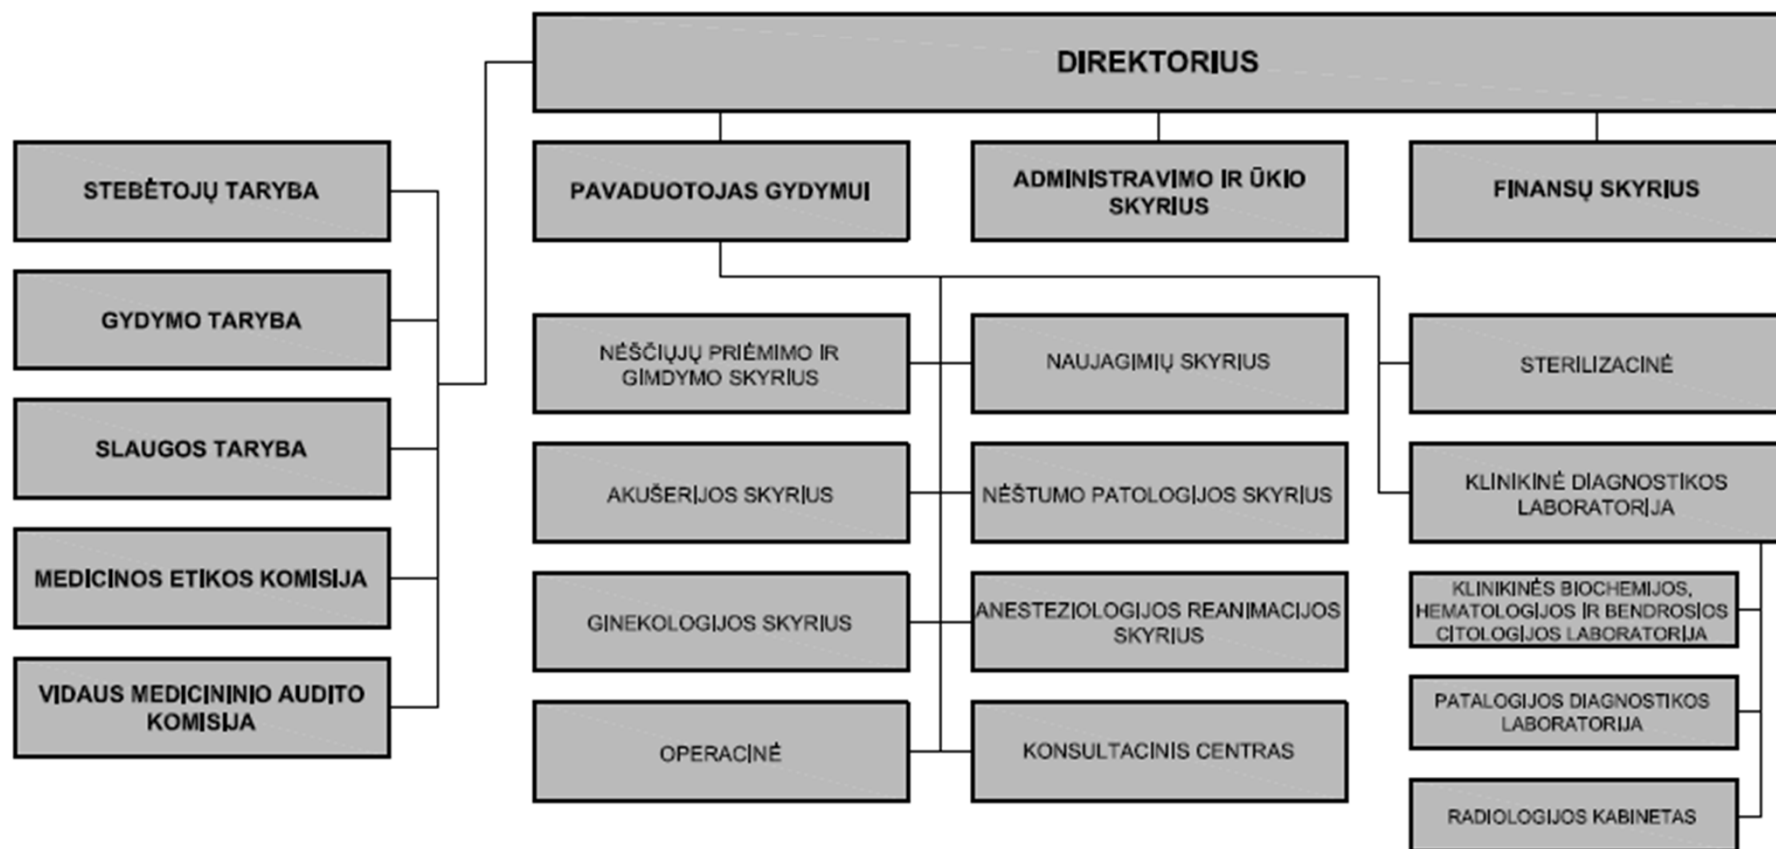 DIREKTORIUS
STEBĖTOJŲ TARYBA
GYDYMO TARYBA
SLAUGOS TARYBA
MEDICINOS ETIKOS KOMISIJA
VIDAUS MEDICININIO AUDITO
KOMISIJA
PAVADUOTOJAS GYDYMUI
ADMINISTRAVIMO IR ŪKIO
SKYRIUS
FINANSŲ SKYRIUS
NĖŠČIŲJŲ PRIĖMIMO IR
GIMDYMO SKYRIUS
NAUJAGIMIŲ SKYRIUS
STERILIZACINĖ
AKUŠERIJOS SKYRIUS
NĖŠTUMO PATOLOGIJOS SKYRIUS
KLINIKINĖ DIAGNOSTIKOS
LABORATORIJA
GINEKOLOGIJOS SKYRIUS
ANESTEZIOLOGIJOS REANIMACIJOS
SKYRIUS
KLINIKINĖS BIOCHEMIJOS,
HEMATOLOGIJOS IR BENDROSIOS
CITOLOGIJOS LABORATORIJA
OPERACINĖ
KONSULTACINIS CENTRAS
PATALOGIJOS DIAGNOSTIKOS
LABORATORIJA
RADIOLOGIJOS KABINETAS